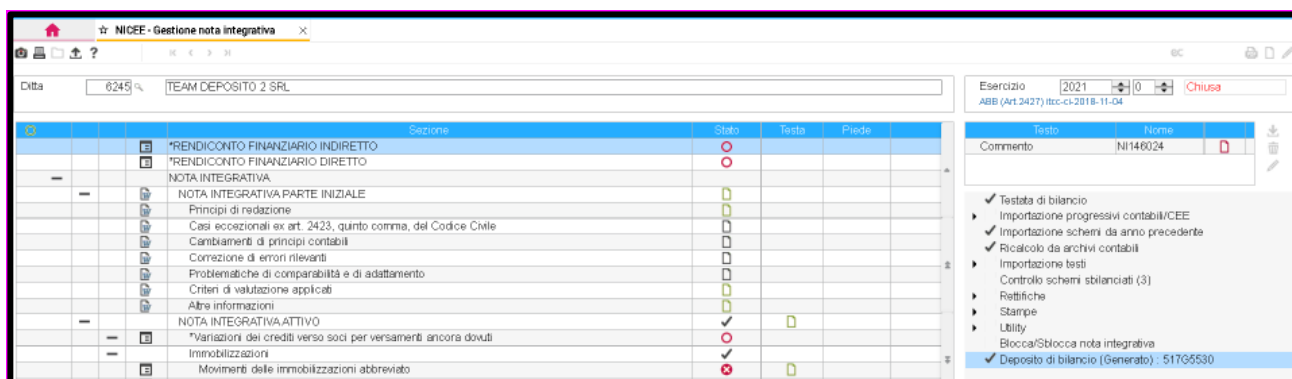 ☆ NICEE - Gestione nota integrativa ×
?
ec
Ditta 6245 TEAM DEPOSITO 2 SRL
Esercizio 2021 0 Chiusa
ABB (Art.2427) itcc-ci-2018-11-04
Sezione Stato Testa Piede
*RENDICONTO FINANZIARIO INDIRETTO
*RENDICONTO FINANZIARIO DIRETTO
NOTA INTEGRATIVA
NOTA INTEGRATIVA PARTE INIZIALE
Principi di redazione
Casi eccezionali ex art. 2423, quinto comma, del Codice Civile
Cambiamenti di principi contabili
Correzione di errori rilevanti
Problematiche di comparabilità e di adattamento
Criteri di valutazione applicati
Altre informazioni
NOTA INTEGRATIVA ATTIVO
*Variazioni dei crediti verso soci per versamenti ancora dovuti
Immobilizzazioni
Movimenti delle immobilizzazioni abbreviato
Testo Nome
Commento NI146024
Testata di bilancio
Importazione progressivi contabili/CEE
Importazione schemi da anno precedente
Ricalcolo da archivi contabili
Importazione testi
Controllo schemi sbilanciati (3)
Rettifiche
Stampe
Utility
Blocca/Sblocca nota integrativa
Deposito di bilancio (Generato) : 517G5530